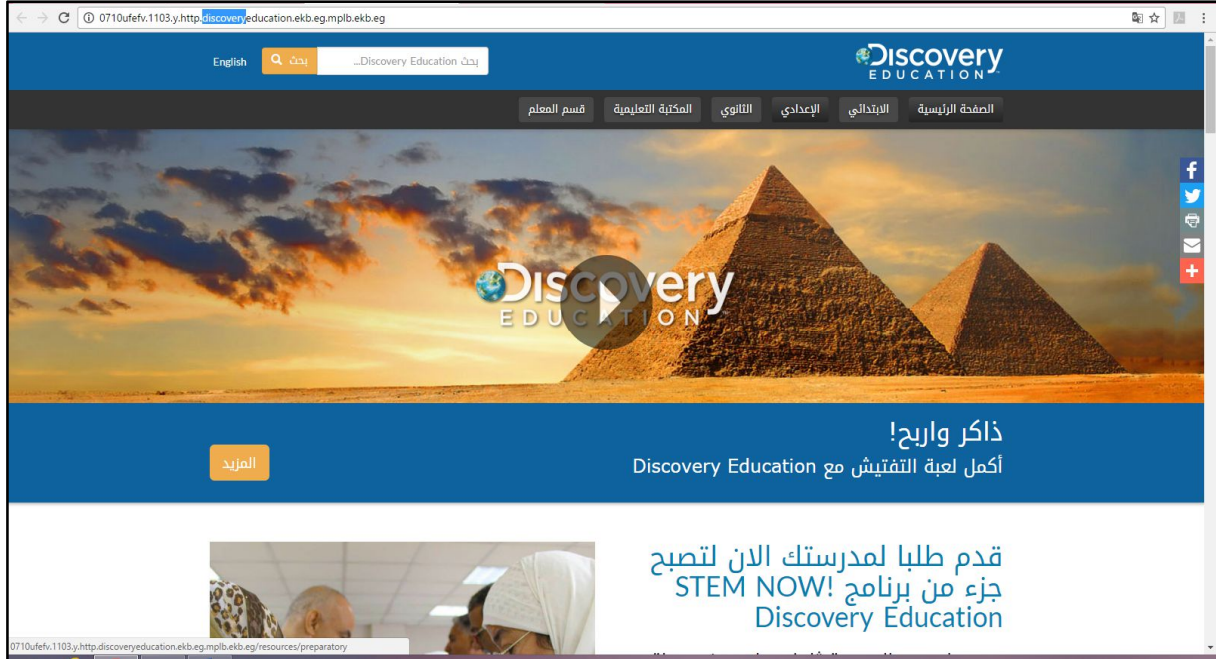 0710ufefv.1103.y.http.discoveryeducation.ekb.eg.mplb.ekb.eg
DISCOVERY
EDUCATION
بحث Discovery Education...
بحث
English
الصفحة الرئيسية
الابتدائي
الإعدادي
الثانوي
المكتبة التعليمية
قسم المعلم
DISCOVERY
EDUCATION
ذاكر واربح!
أكمل لعبة التفتيش مع Discovery Education
المزيد
قدم طلبا لمدرستك الان لتصبح
جزء من برنامج STEM NOW!
Discovery Education
0710ufefv.1103.y.http.discoveryeducation.ekb.eg.mplb.ekb.eg/resources/preparatory